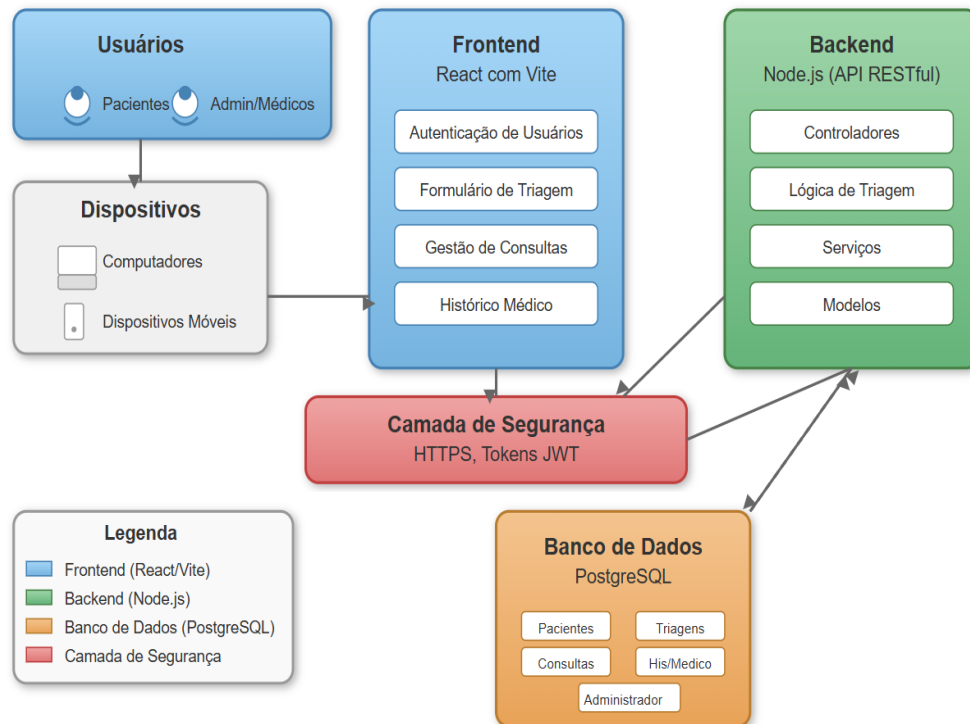 Usuários
Pacientes
Admin/Médicos
Dispositivos
Computadores
Dispositivos Móveis
Frontend
React com Vite
Autenticação de Usuários
Formulário de Triagem
Gestão de Consultas
Histórico Médico
Backend
Node.js (API RESTful)
Controladores
Lógica de Triagem
Serviços
Modelos
Camada de Segurança
HTTPS, Tokens JWT
Legenda
Frontend (React/Vite)
Backend (Node.js)
Banco de Dados (PostgreSQL)
Camada de Segurança
Banco de Dados
PostgreSQL
Pacientes
Triagens
Consultas
His/Medico
Administrador